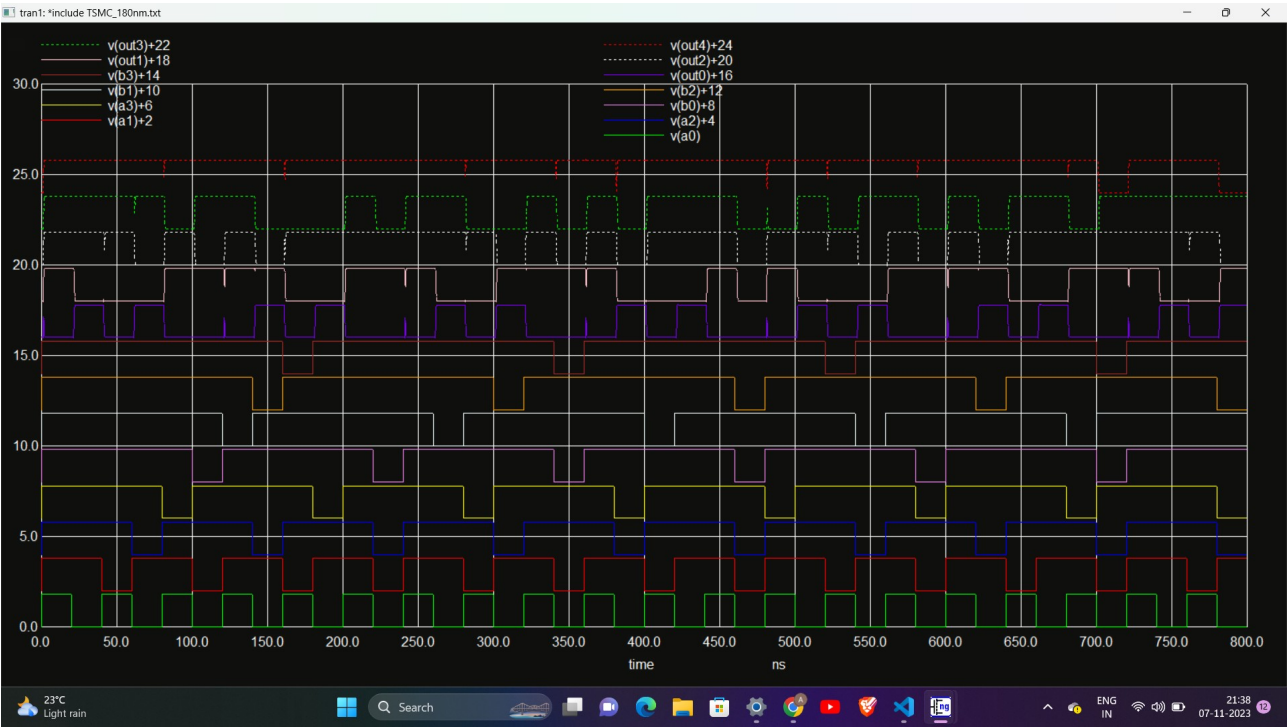 tran1: *include TSMC_180nm.txt
v(out3)+22 v(out4)+24
v(out1)+18 v(out2)+20
v(b3)+14 v(out0)+16
v(b1)+10 v(b2)+12
v(a3)+6 v(b0)+8
v(a1)+2 v(a2)+4
v(a0)
30.0
25.0
20.0
15.0
10.0
5.0
0.0
0.0 50.0 100.0 150.0 200.0 250.0 300.0 350.0 400.0 450.0 500.0 550.0 600.0 650.0 700.0 750.0 800.0
time ns
23°C
Light rain
Search
ENG
IN
21:38
07-11-2023
12